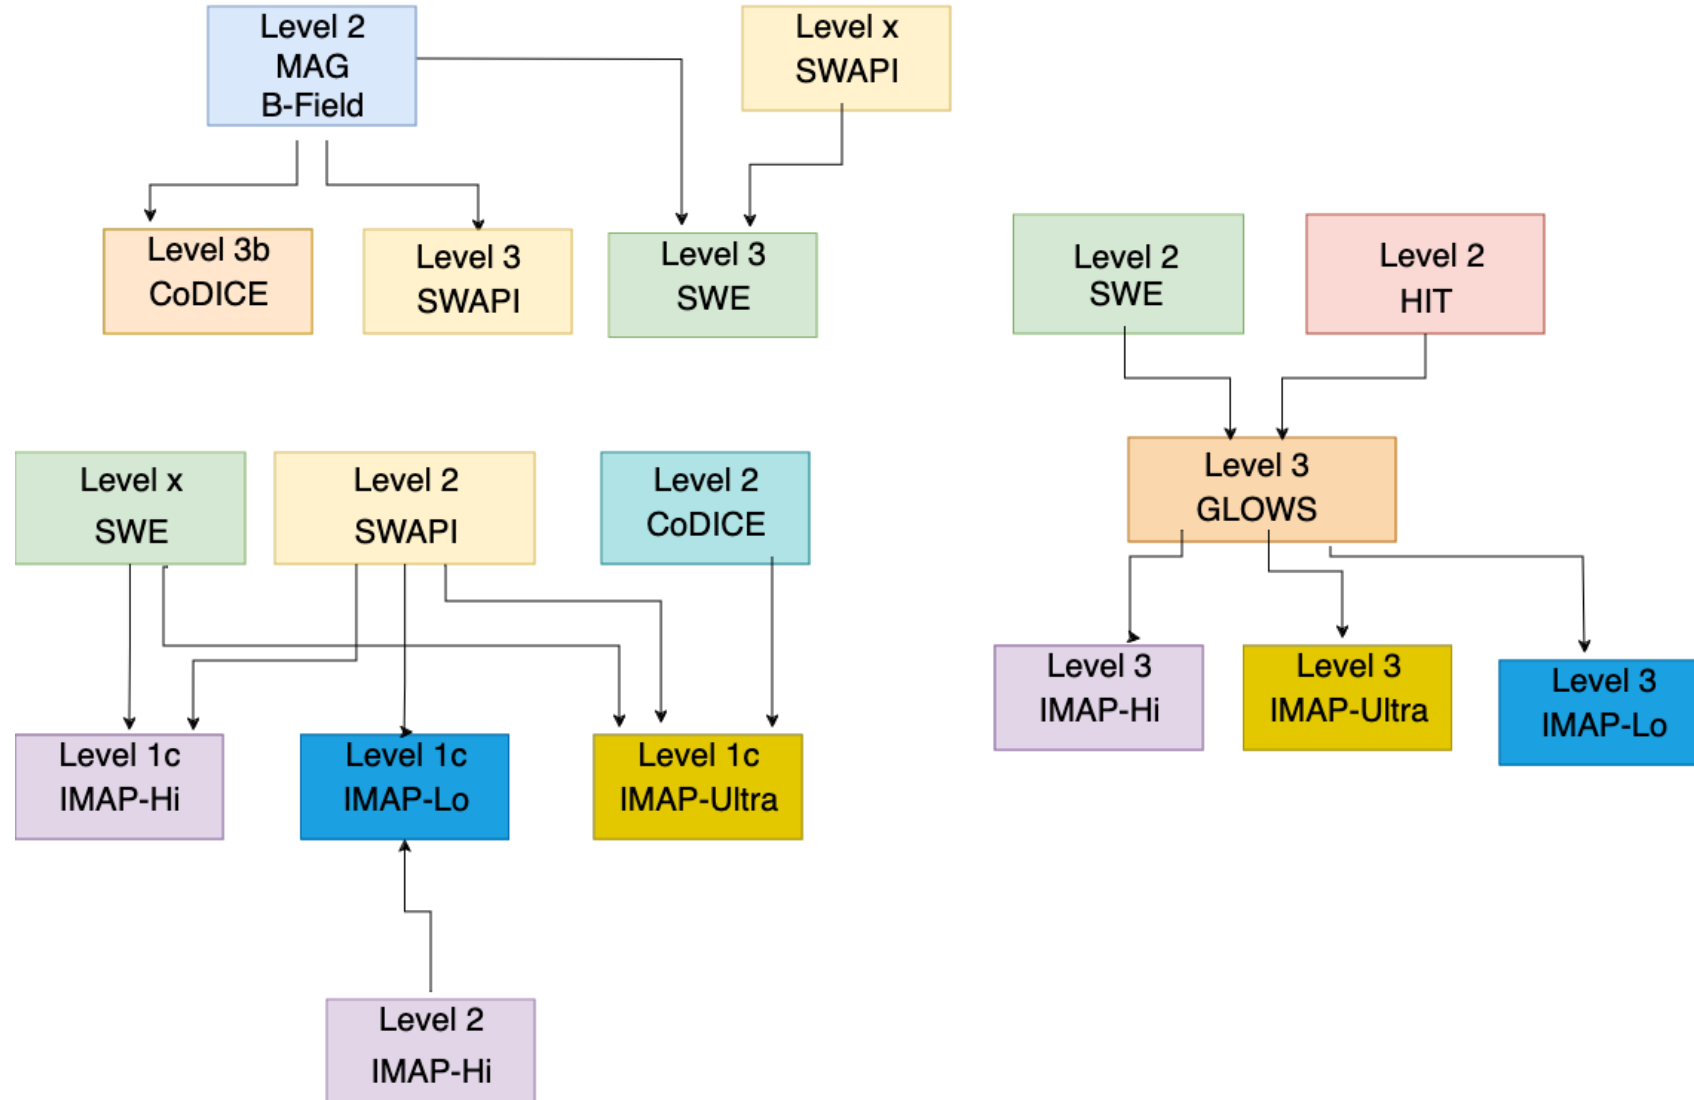 Level 2
MAG
B-Field
Level x
SWAPI
Level 3b
CoDICE
Level 3
SWAPI
Level 3
SWE
Level 2
SWE
Level 2
HIT
Level x
SWE
Level 2
SWAPI
Level 2
CoDICE
Level 3
GLOWS
Level 3
IMAP-Hi
Level 3
IMAP-Ultra
Level 3
IMAP-Lo
Level 1c
IMAP-Hi
Level 1c
IMAP-Lo
Level 1c
IMAP-Ultra
Level 2
IMAP-Hi